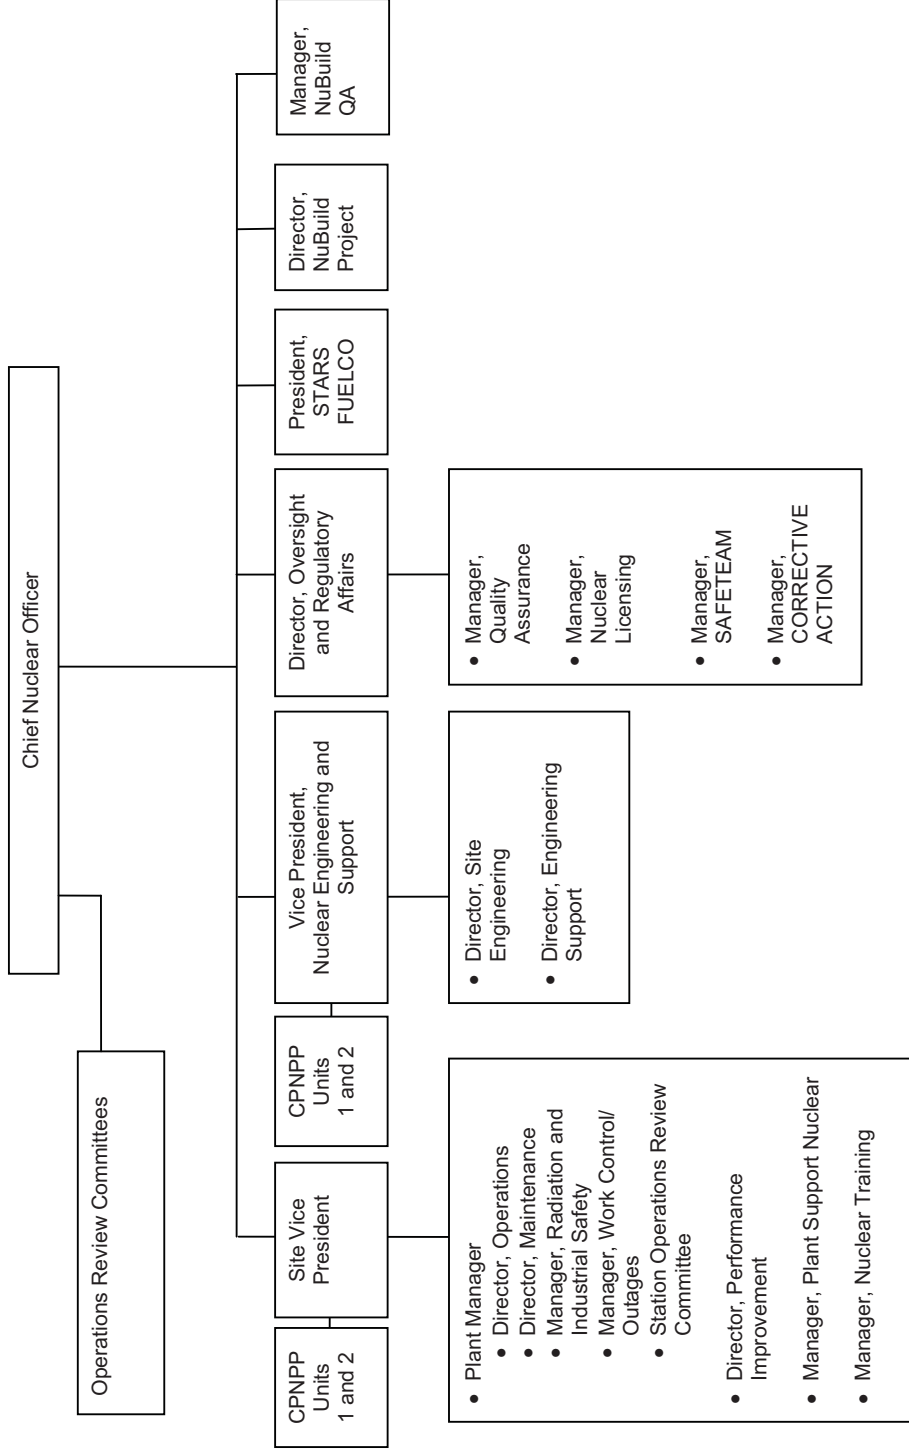 Chief Nuclear Officer
Operations Review Committees
CPNPP
Units
1 and 2
Site Vice
President
CPNPP
Units
1 and 2
Vice President,
Nuclear Engineering and
Support
Director, Oversight
and Regulatory
Affairs
President,
STARS
FUELCO
Director,
NuBuild
Project
Manager,
NuBuild
QA
• Plant Manager
• Director, Operations
• Director, Maintenance
• Manager, Radiation and
Industrial Safety
• Manager, Work Control/
Outages
• Station Operations Review
Committee
• Director, Performance
Improvement
• Manager, Plant Support Nuclear
• Manager, Nuclear Training
• Director, Site
Engineering
• Director, Engineering
Support
• Manager,
Quality
Assurance
• Manager,
Nuclear
Licensing
• Manager,
SAFETEAM
• Manager,
CORRECTIVE
ACTION